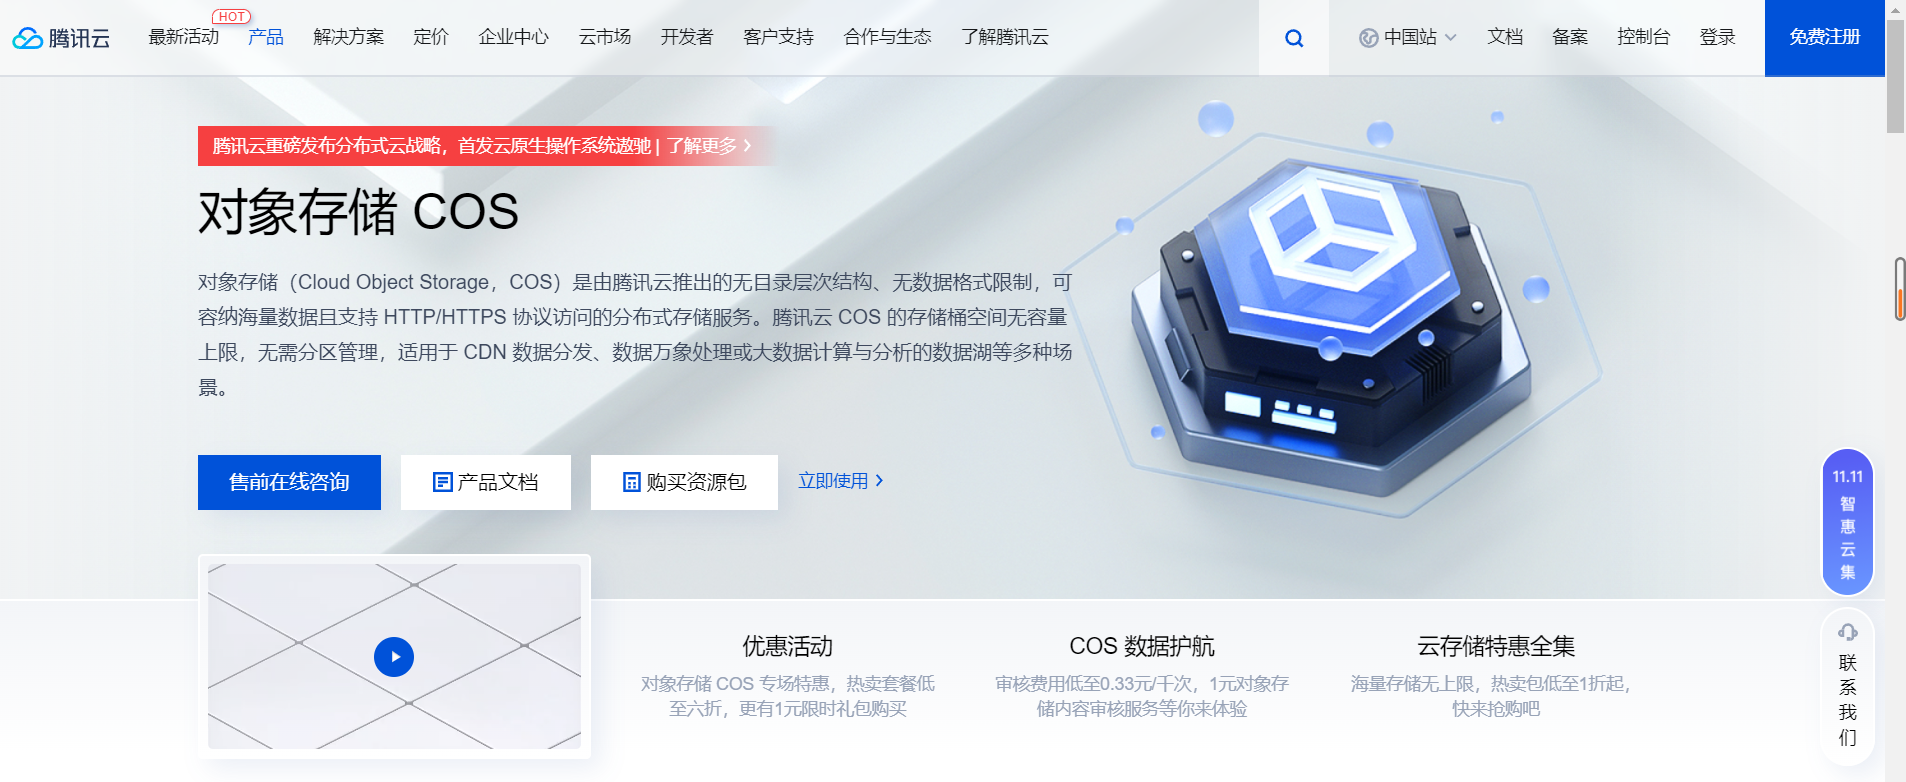 腾讯云
最新活动
HOT
产品
解决方案
定价
企业中心
云市场
开发者
客户支持
合作与生态
了解腾讯云
中国站
文档
备案
控制台
登录
免费注册
腾讯云重磅发布分布式云战略，首发云原生操作系统遨驰 | 了解更多
对象存储 COS
对象存储（Cloud Object Storage，COS）是由腾讯云推出的无目录层次结构、无数据格式限制，可
容纳海量数据且支持 HTTP/HTTPS 协议访问的分布式存储服务。腾讯云 COS 的存储桶空间无容量
上限，无需分区管理，适用于 CDN 数据分发、数据万象处理或大数据计算与分析的数据湖等多种场
景。
售前在线咨询
产品文档
购买资源包
立即使用
优惠活动
对象存储 COS 专场特惠，热卖套餐低
至六折，更有1元限时礼包购买
COS 数据护航
审核费用低至0.33元/千次，1元对象存
储内容审核服务等你来体验
云存储特惠全集
海量存储无上限，热卖包低至1折起，
快来抢购吧
11.11
智
惠
云
集
联
系
我
们